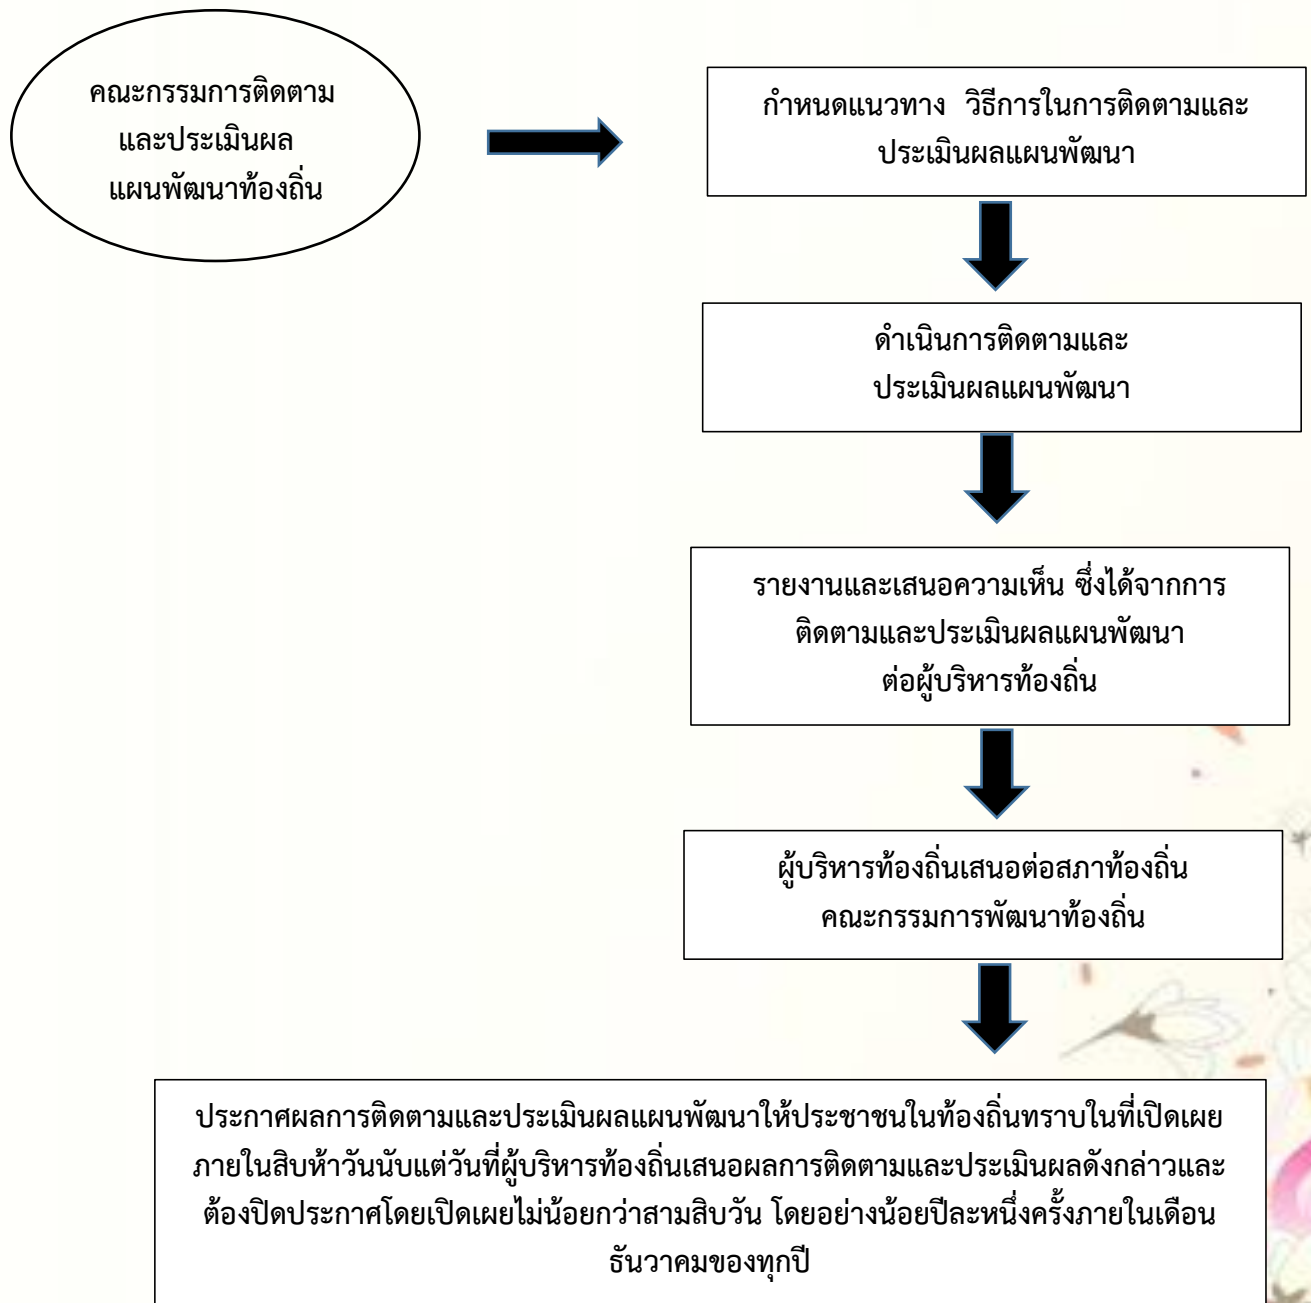 คณะกรรมการติดตาม
และประเมินผล
แผนพัฒนาท้องถิ่น
กำหนดแนวทาง วิธีการในการติดตามและ
ประเมินผลแผนพัฒนา
ดำเนินการติดตามและ
ประเมินผลแผนพัฒนา
รายงานและเสนอความเห็น ซึ่งได้จากการ
ติดตามและประเมินผลแผนพัฒนา
ต่อผู้บริหารท้องถิ่น
ผู้บริหารท้องถิ่นเสนอต่อสภาท้องถิ่น
คณะกรรมการพัฒนาท้องถิ่น
ประกาศผลการติดตามและประเมินผลแผนพัฒนาให้ประชาชนในท้องถิ่นทราบในที่เปิดเผย
ภายในสิบห้าวันนับแต่วันที่ผู้บริหารท้องถิ่นเสนอผลการติดตามและประเมินผลดังกล่าวและ
ต้องปิดประกาศโดยเปิดเผยไม่น้อยกว่าสามสิบวัน โดยอย่างน้อยปีละหนึ่งครั้งภายในเดือน
ธันวาคมของทุกปี